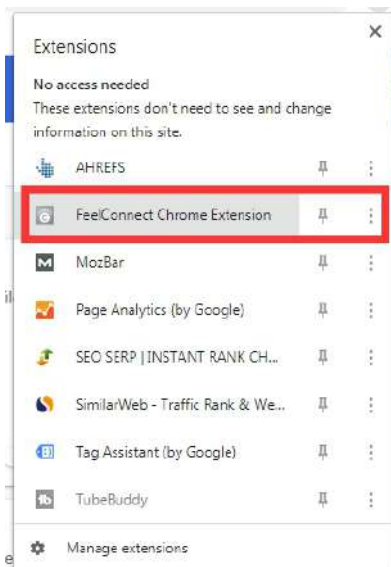 Extensions
No access needed
These extensions don't need to see and change
information on this site.
AHREFS
FeelConnect Chrome Extension
MozBar
Page Analytics (by Google)
SEO SERP | INSTANT RANK CH...
SimilarWeb - Traffic Rank & We...
Tag Assistant (by Google)
TubeBuddy
Manage extensions